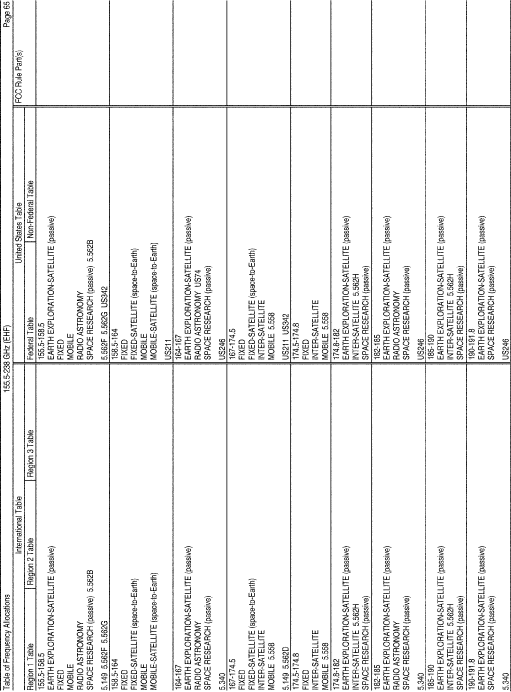 Table of Frequency Allocations 155.5-238 GHz (EHF) Page 65
International Table United States Table FCC Rule Part(s)
Region 1 Table Region 2 Table Region 3 Table Federal Table Non-Federal Table
155.5-158.5
EARTH EXPLORATION-SATELLITE (passive)
FIXED
MOBILE
RADIO ASTRONOMY
SPACE RESEARCH (passive) 5.562B
5.149 5.562F 5.562G
155.5-158.5
EARTH EXPLORATION-SATELLITE (passive)
FIXED
MOBILE
RADIO ASTRONOMY
SPACE RESEARCH (passive) 5.562B
5.562F 5.562G US342
158.5-164
FIXED
FIXED-SATELLITE (space-to-Earth)
MOBILE
MOBILE-SATELLITE (space-to-Earth)
158.5-164
FIXED
FIXED-SATELLITE (space-to-Earth)
MOBILE
MOBILE-SATELLITE (space-to-Earth)
US211
164-167
EARTH EXPLORATION-SATELLITE (passive)
RADIO ASTRONOMY
SPACE RESEARCH (passive)
5.340
164-167
EARTH EXPLORATION-SATELLITE (passive)
RADIO ASTRONOMY US74
SPACE RESEARCH (passive)
US246
167-174.5
FIXED
FIXED-SATELLITE (space-to-Earth)
INTER-SATELLITE
MOBILE 5.558
5.149 5.562D
167-174.5
FIXED
FIXED-SATELLITE (space-to-Earth)
INTER-SATELLITE
MOBILE 5.558
US211 US342
174.5-174.8
FIXED
INTER-SATELLITE
MOBILE 5.558
174.5-174.8
FIXED
INTER-SATELLITE
MOBILE 5.558
174.8-182
EARTH EXPLORATION-SATELLITE (passive)
INTER-SATELLITE 5.562H
SPACE RESEARCH (passive)
174.8-182
EARTH EXPLORATION-SATELLITE (passive)
INTER-SATELLITE 5.562H
SPACE RESEARCH (passive)
182-185
EARTH EXPLORATION-SATELLITE (passive)
RADIO ASTRONOMY
SPACE RESEARCH (passive)
5.340
182-185
EARTH EXPLORATION-SATELLITE (passive)
RADIO ASTRONOMY
SPACE RESEARCH (passive)
US246
185-190
EARTH EXPLORATION-SATELLITE (passive)
INTER-SATELLITE 5.562H
SPACE RESEARCH (passive)
185-190
EARTH EXPLORATION-SATELLITE (passive)
INTER-SATELLITE 5.562H
SPACE RESEARCH (passive)
190-191.8
EARTH EXPLORATION-SATELLITE (passive)
SPACE RESEARCH (passive)
5.340
190-191.8
EARTH EXPLORATION-SATELLITE (passive)
SPACE RESEARCH (passive)
US246